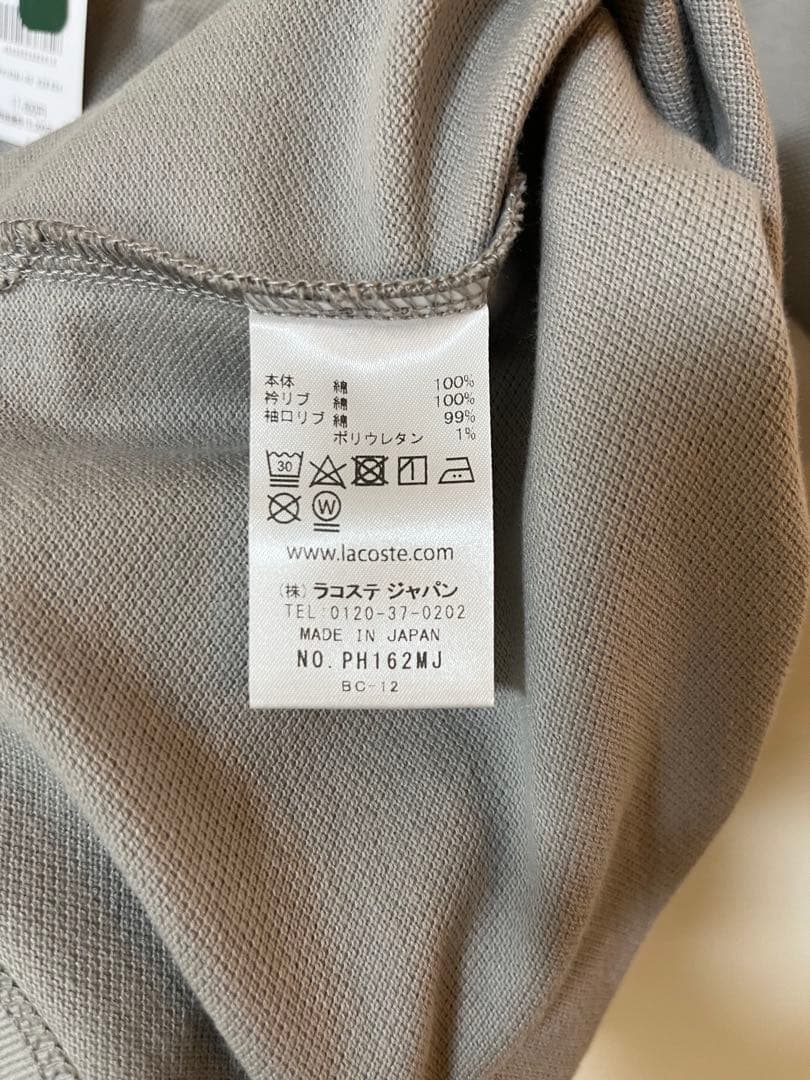 本体 綿 100%
衿リブ 綿 100%
袖口リブ 綿 99%
ポリウレタン 1%
30
W
www.lacoste.com
(株) ラコステ ジャパン
TEL:0120-37-0202
MADE IN JAPAN
NO. PH162MJ
BC-12